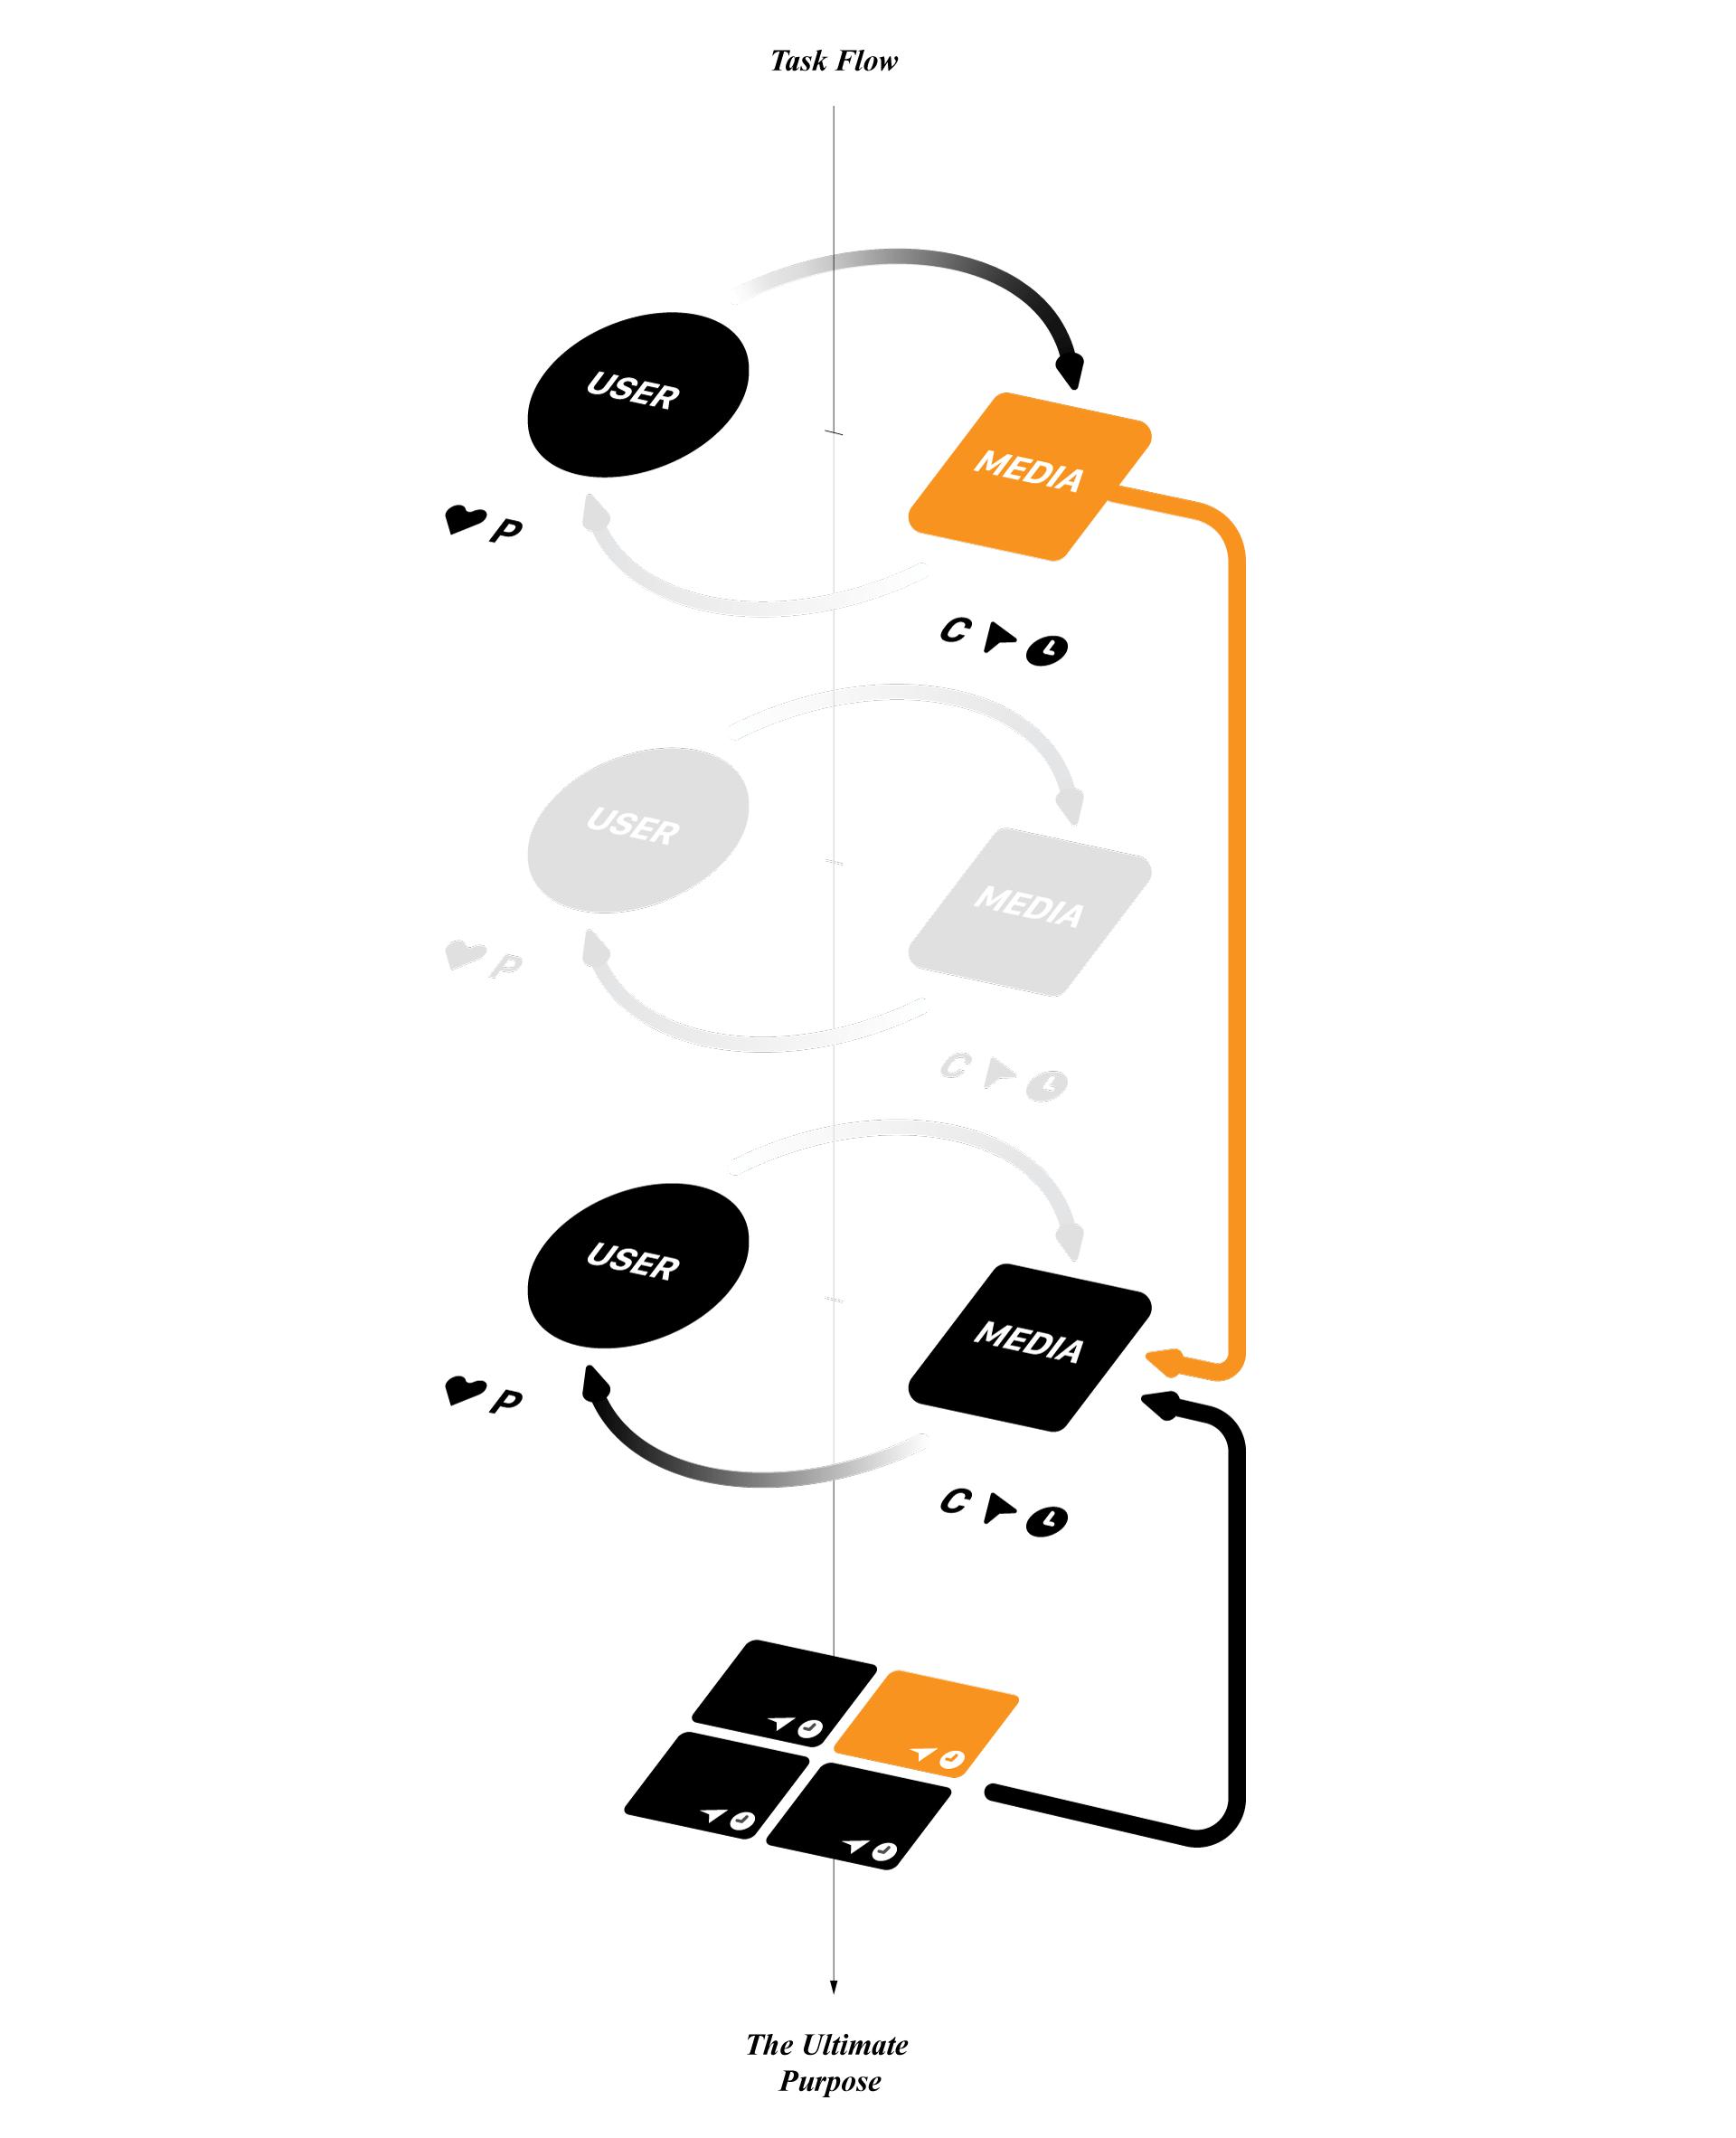 Task Flow
USER
MEDIA
P
C
L
USER
MEDIA
P
C
L
USER
MEDIA
P
C
L
The Ultimate
Purpose